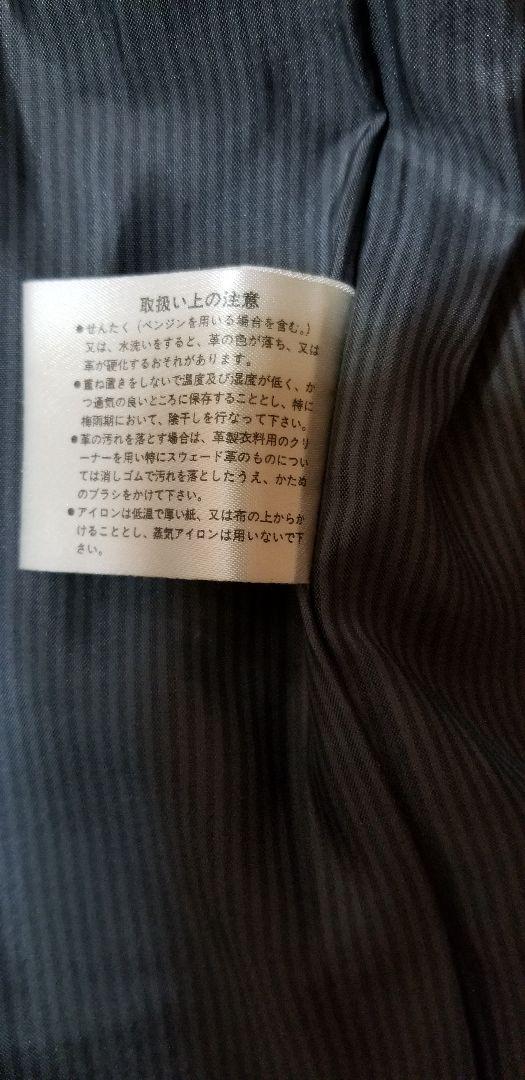 取扱い上の注意
●せんたく（ベンジンを用いる場合を含む。）
又は、水洗いをすると、革の色が落ち、又は
革が硬化するおそれがあります。
●重ね置きをしないで温度及び湿度が低く、か
つ通気の良いところに保存することとし、特に
梅雨期において、陰干しを行なって下さい。
●革の汚れを落とす場合は、革製衣料用のクリ
ーナーを用い特にスウェード革のものについ
ては消しゴムで汚れを落としたうえ、かため
のブラシをかけて下さい。
●アイロンは低温で厚い紙、又は布の上からか
けることとし、蒸気アイロンは用いないで下
さい。